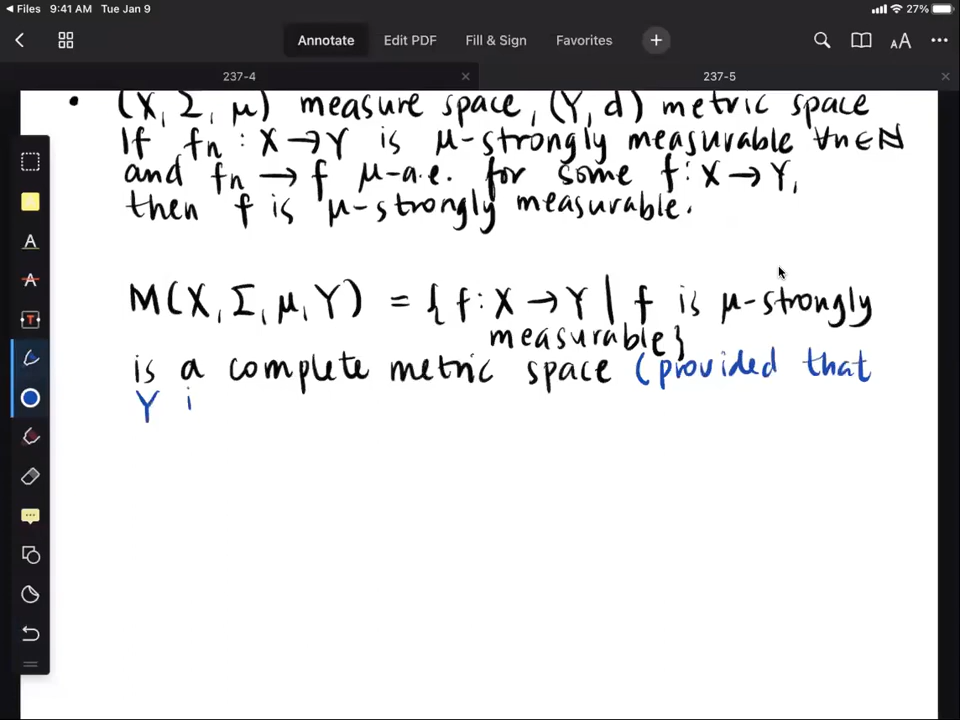 Files 9:41 AM Tue Jan 9 27%
Annotate Edit PDF Fill & Sign Favorites
237-4 237-5
• (X, Σ, μ) measure space, (Y, d) metric space
If fn : X → Y is μ-strongly measurable ∀n∈ℕ
and fn → f μ-a.e. for some f: X → Y,
then f is μ-strongly measurable.
M(X, Σ, μ, Y) = { f: X → Y | f is μ-strongly
measurable}
is a complete metric space (provided that
Y i